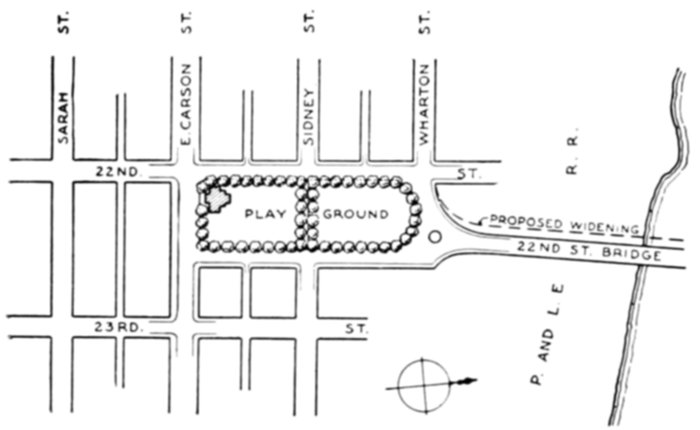 SARAH ST.
E. CARSON ST.
SIDNEY ST.
WHARTON ST.
22ND. ST.
PLAY GROUND
PROPOSED WIDENING
22ND ST. BRIDGE
23RD. ST.
P. AND L. E R. R.